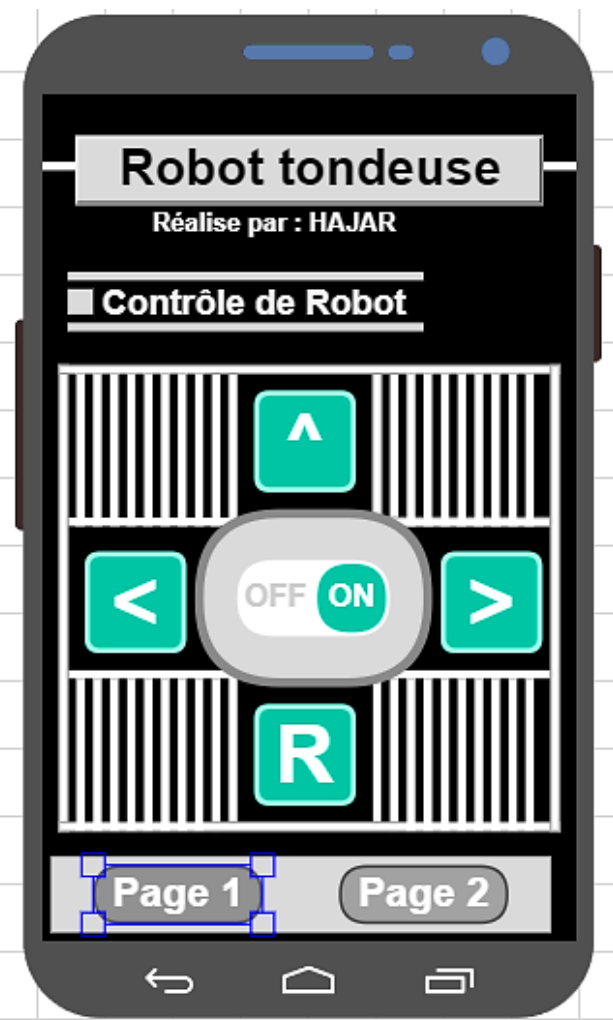 Robot tondeuse
Réalise par : HAJAR
Contrôle de Robot
^
< OFF ON >
R
Page 1 Page 2